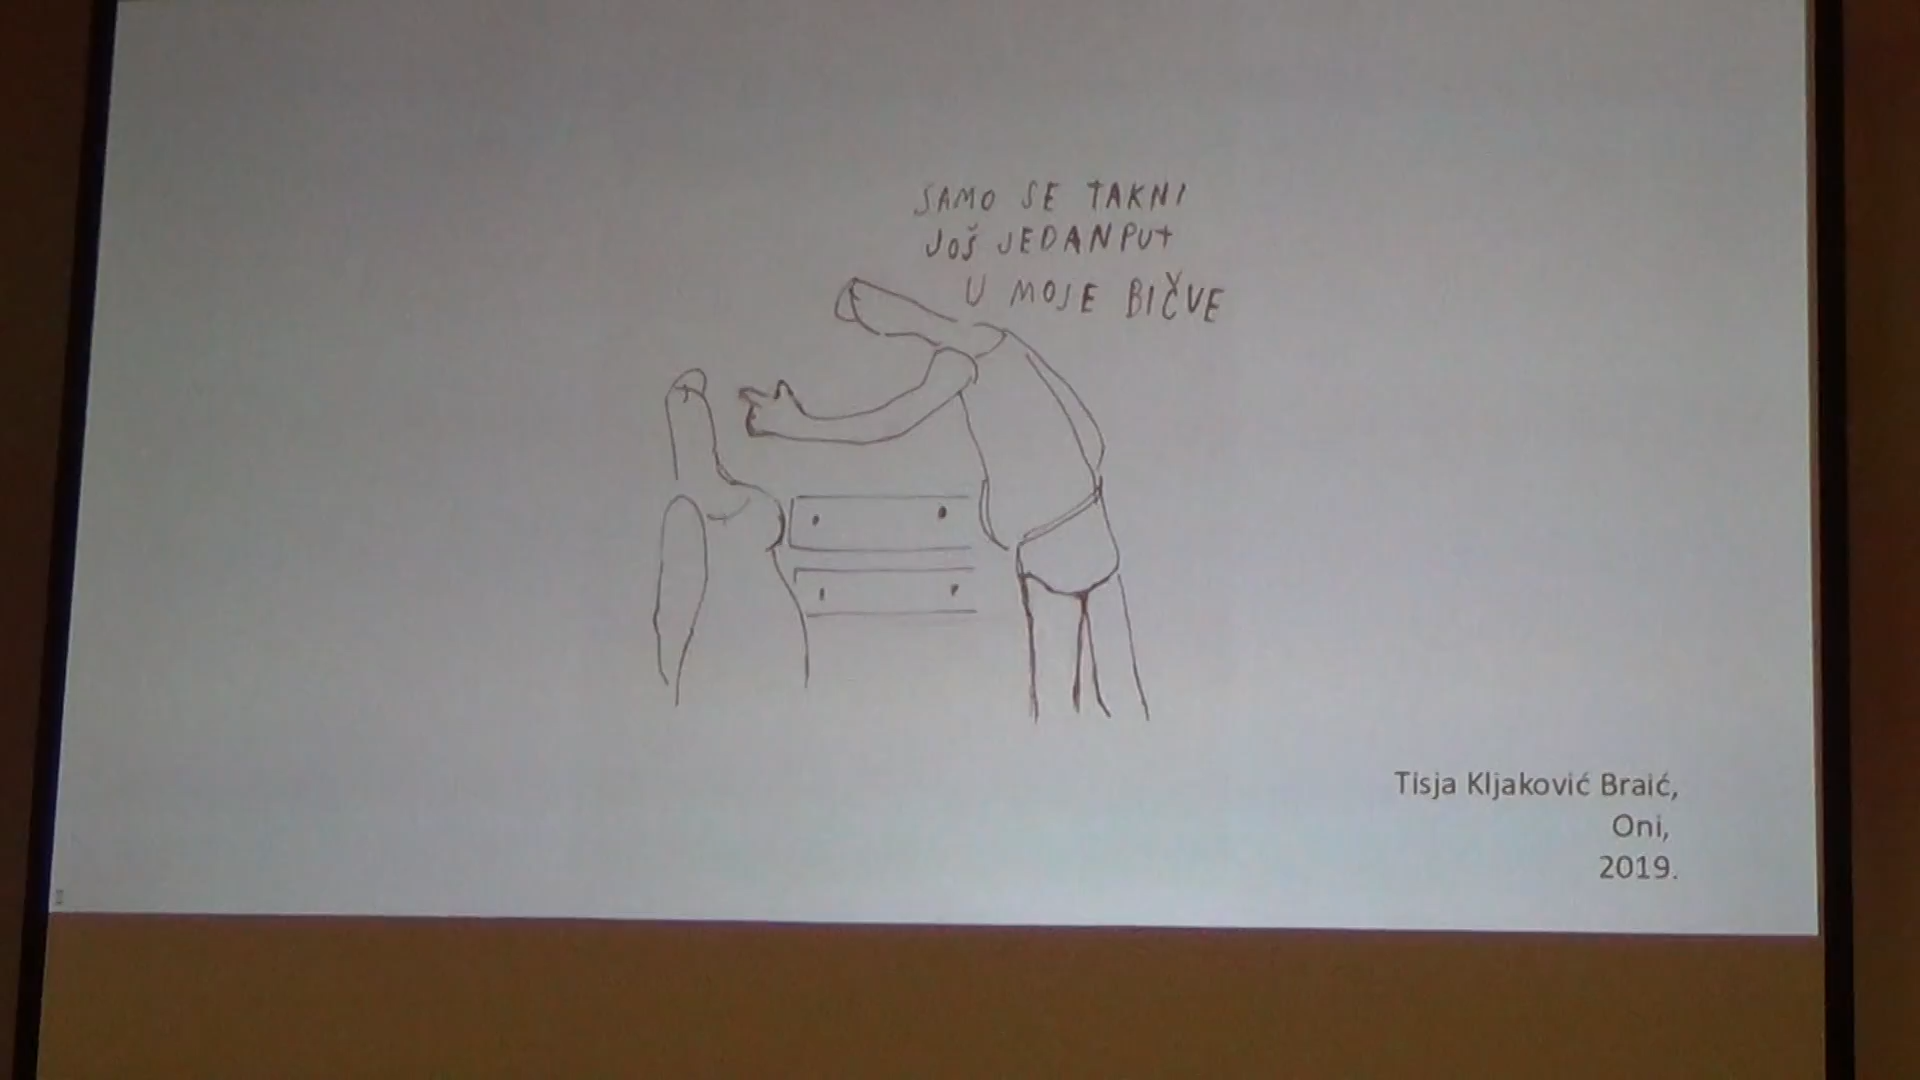 SAMO SE TAKNI
JOŠ JEDANPUT
U MOJE BIČVE
Tisja Kljaković Braić,
Oni,
2019.